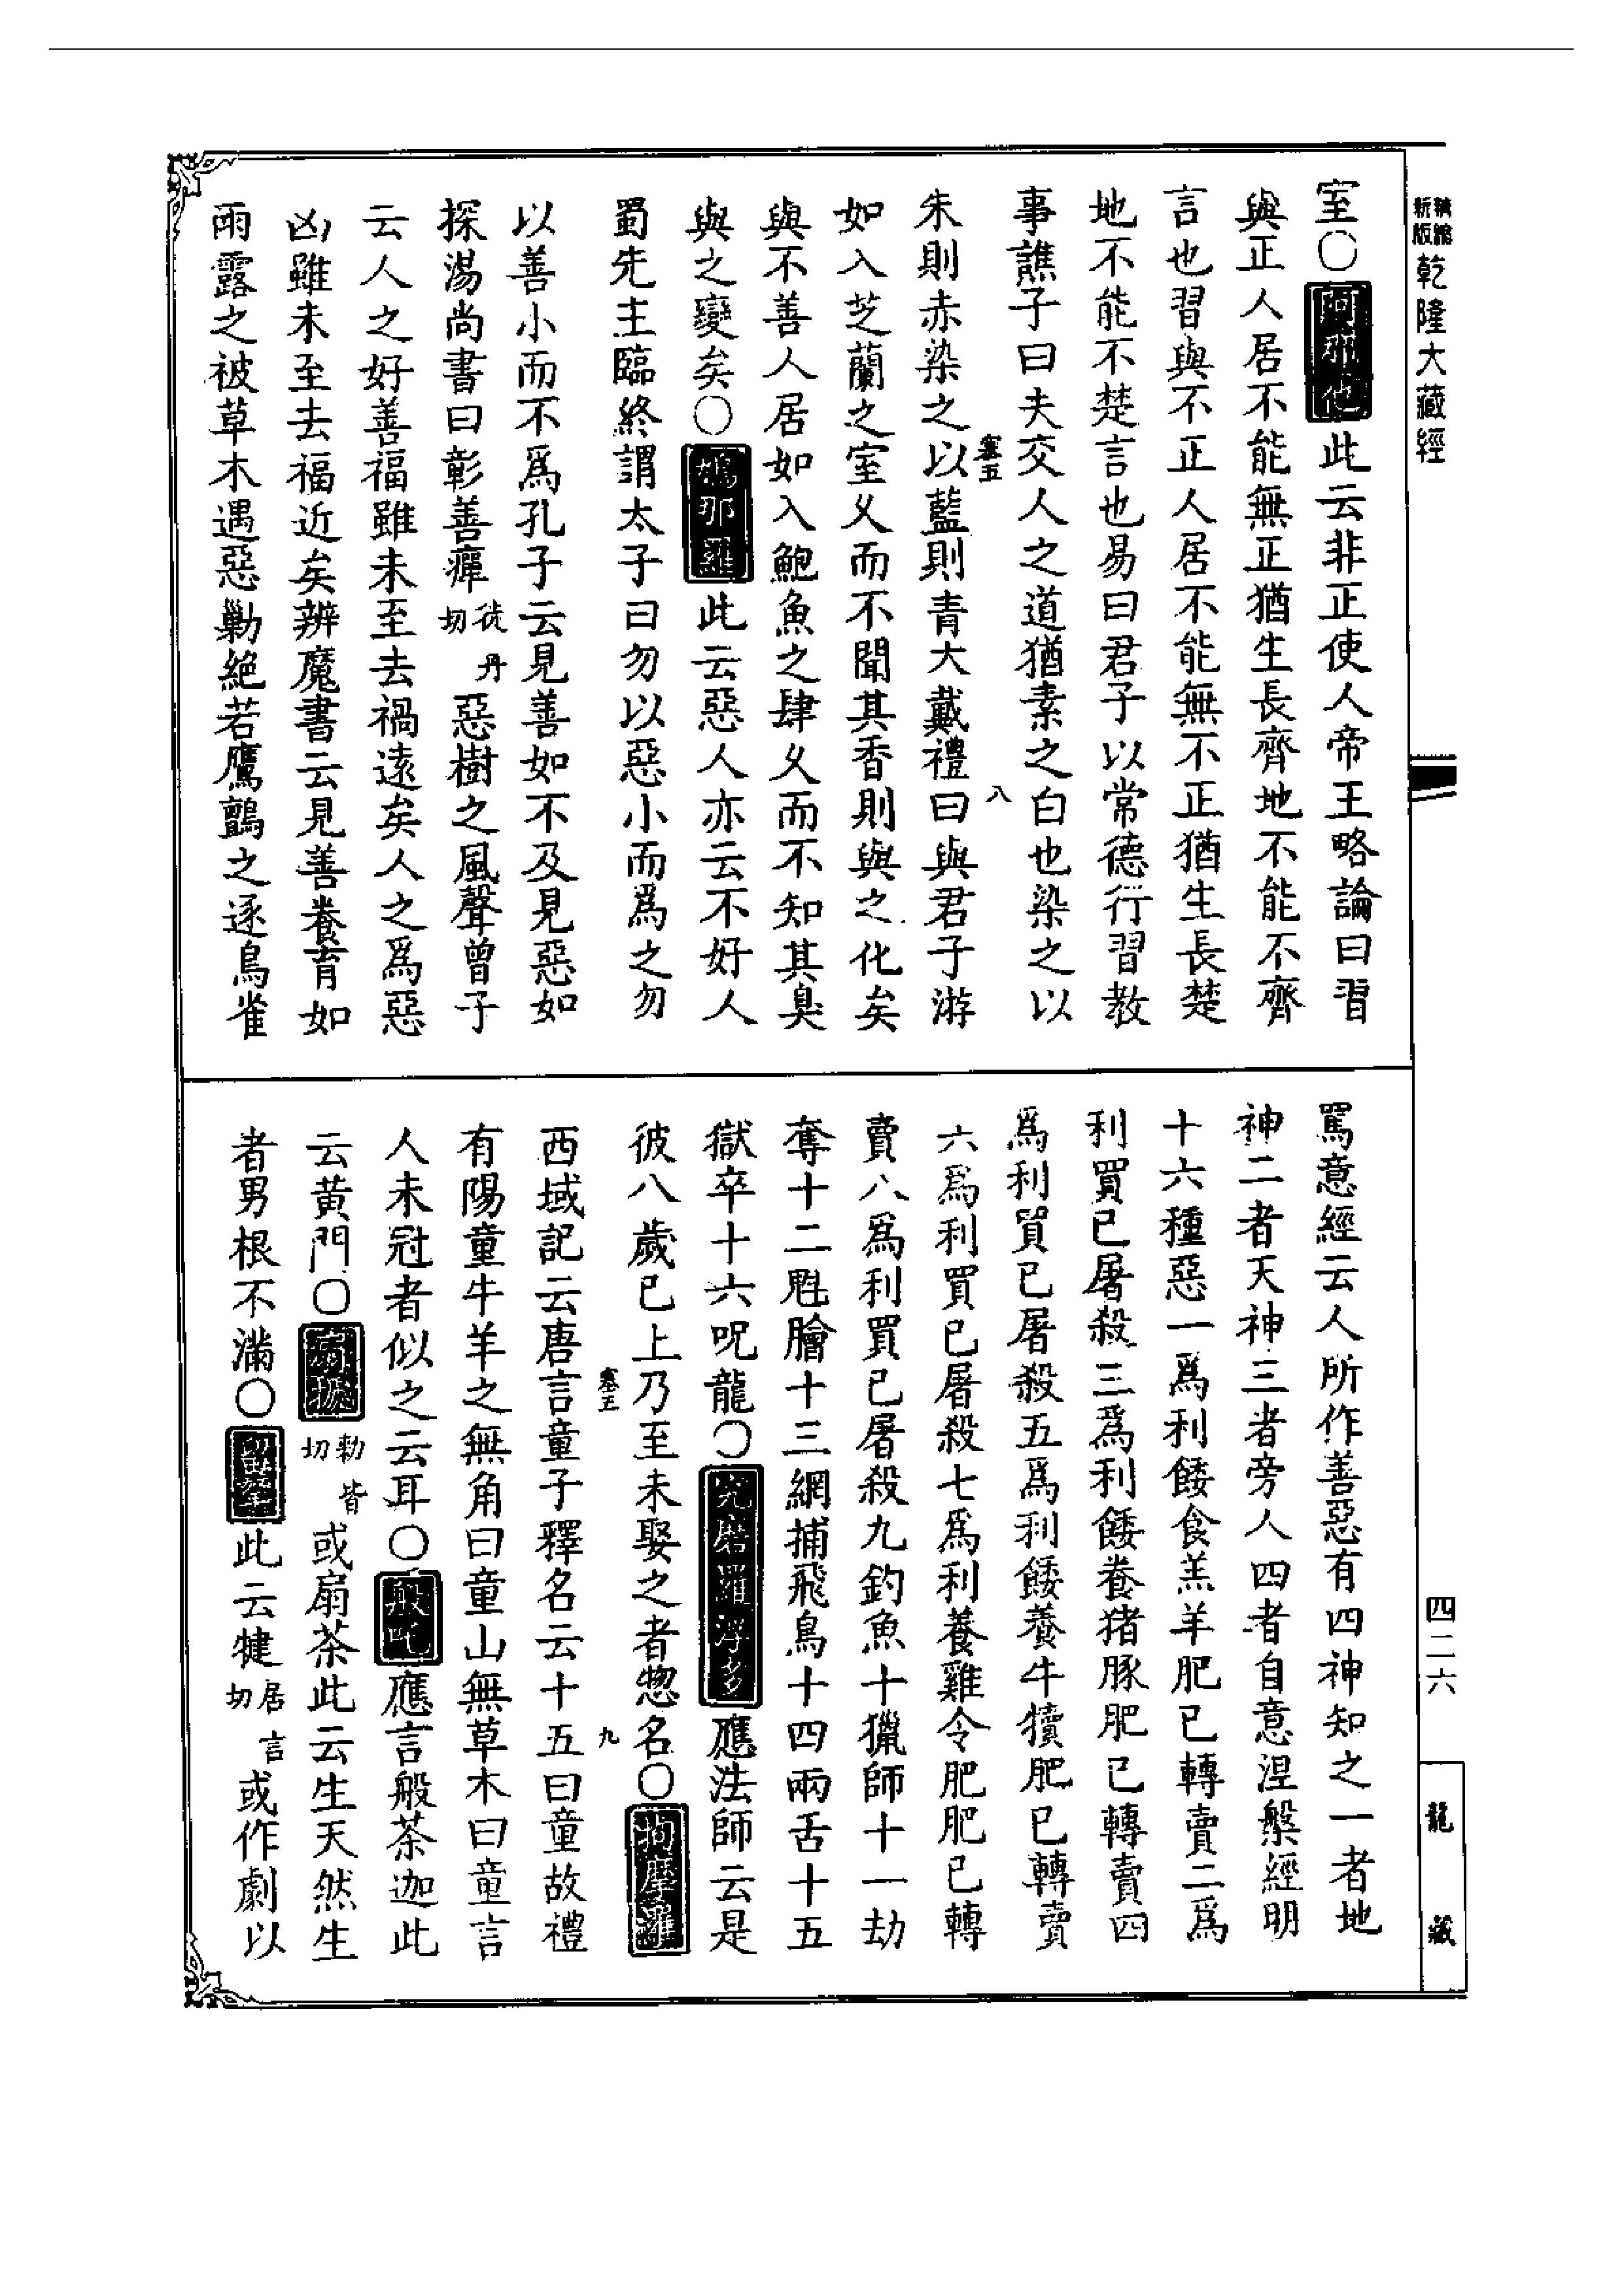 新版 精縮 乾隆大藏經
室○阿那他此云非正使人帝王略論曰習
與正人居不能無正猶生長齊地不能不齊
言也習與不正人居不能無不正猶生長楚
地不能不楚言也易曰君子以常德行習教
事譙子曰夫交人之道猶素之白也染之以
塞五 八
朱則赤染之以藍則青大戴禮曰與君子游
如入芝蘭之室久而不聞其香則與之化矣
與不善人居如入鮑魚之肆久而不知其臭
與之變矣○鶴那羅此云惡人亦云不好人
蜀先主臨終謂太子曰勿以惡小而爲之勿
以善小而不爲孔子云見善如不及見惡如
探湯尚書曰彰善癉徒丹切惡樹之風聲曾子
云人之好善福雖未至去禍遠矣人之爲惡
凶雖未至去福近矣辨魔書云見善養育如
雨露之被草木遇惡勦絕若鷹鸇之逐鳥雀
罵意經云人所作善惡有四神知之一者地
神二者天神三者旁人四者自意涅槃經明
十六種惡一爲利餧食羔羊肥已轉賣二爲
利買已屠殺三爲利餧養猪豚肥已轉賣四
爲利買已屠殺五爲利餧養牛犢肥已轉賣
六爲利買已屠殺七爲利養雞令肥肥已轉
賣八爲利買已屠殺九釣魚十獵師十一劫
奪十二魁膾十三網捕飛鳥十四兩舌十五
獄卒十六呪龍○究磨羅浮多應法師云是
彼八歲已上乃至未娶之者惣名○拘摩羅
塞五 九
西域記云唐言童子釋名云十五曰童故禮
有陽童牛羊之無角曰童山無草木曰童言
人未冠者似之云耳○般吒應言般茶迦此
云黃門○扇搋勑皆切或扇茶此云生天然生
者男根不滿○留拏此云犍居言切或作劇以
四二六
龍藏